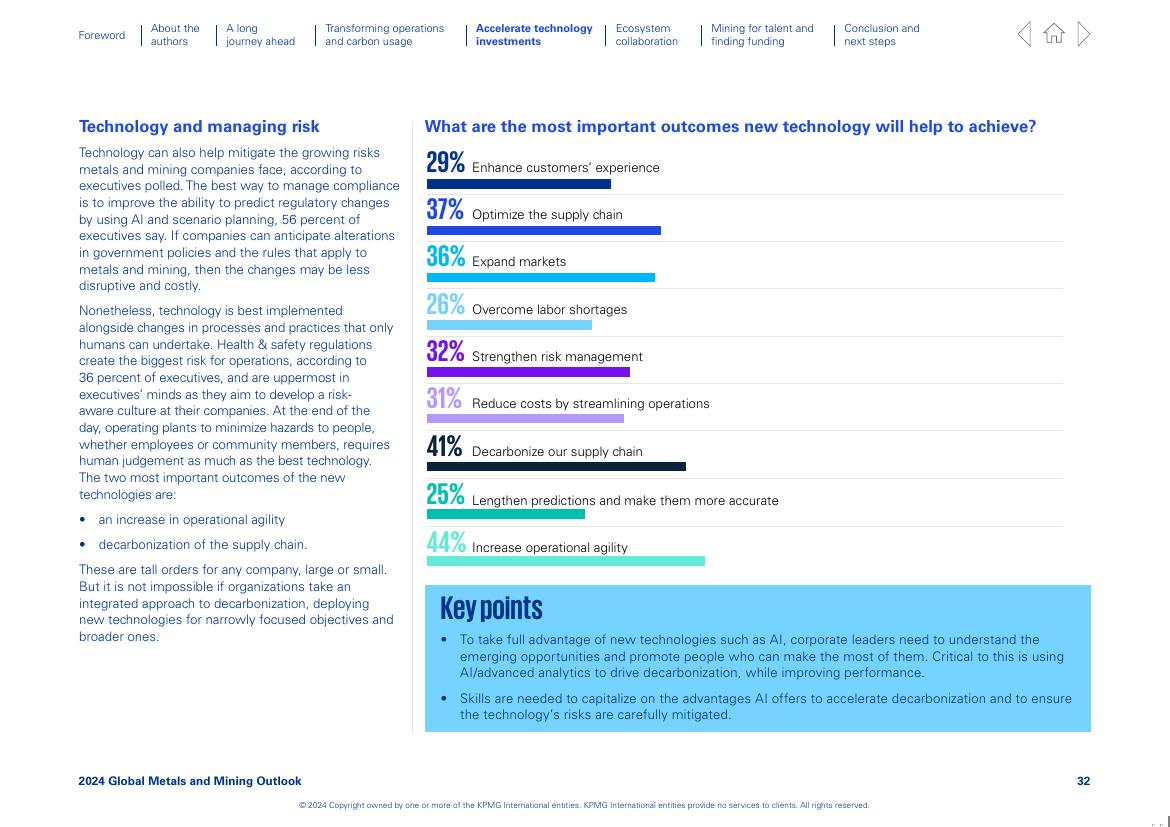 Foreword
About the
authors
A long
journey ahead
Transforming operations
and carbon usage
Accelerate technology
investments
Ecosystem
collaboration
Mining for talent and
finding funding
Conclusion and
next steps
Technology and managing risk
Technology can also help mitigate the growing risks
metals and mining companies face, according to
executives polled. The best way to manage compliance
is to improve the ability to predict regulatory changes
by using AI and scenario planning, 56 percent of
executives say. If companies can anticipate alterations
in government policies and the rules that apply to
metals and mining, then the changes may be less
disruptive and costly.
Nonetheless, technology is best implemented
alongside changes in processes and practices that only
humans can undertake. Health & safety regulations
create the biggest risk for operations, according to
36 percent of executives, and are uppermost in
executives’ minds as they aim to develop a risk-
aware culture at their companies. At the end of the
day, operating plants to minimize hazards to people,
whether employees or community members, requires
human judgement as much as the best technology.
The two most important outcomes of the new
technologies are:
• an increase in operational agility
• decarbonization of the supply chain.
These are tall orders for any company, large or small.
But it is not impossible if organizations take an
integrated approach to decarbonization, deploying
new technologies for narrowly focused objectives and
broader ones.
What are the most important outcomes new technology will help to achieve?
29% Enhance customers’ experience
37% Optimize the supply chain
36% Expand markets
26% Overcome labor shortages
32% Strengthen risk management
31% Reduce costs by streamlining operations
41% Decarbonize our supply chain
25% Lengthen predictions and make them more accurate
44% Increase operational agility
Key points
• To take full advantage of new technologies such as AI, corporate leaders need to understand the
emerging opportunities and promote people who can make the most of them. Critical to this is using
AI/advanced analytics to drive decarbonization, while improving performance.
• Skills are needed to capitalize on the advantages AI offers to accelerate decarbonization and to ensure
the technology’s risks are carefully mitigated.
2024 Global Metals and Mining Outlook
32
© 2024 Copyright owned by one or more of the KPMG International entities. KPMG International entities provide no services to clients. All rights reserved.